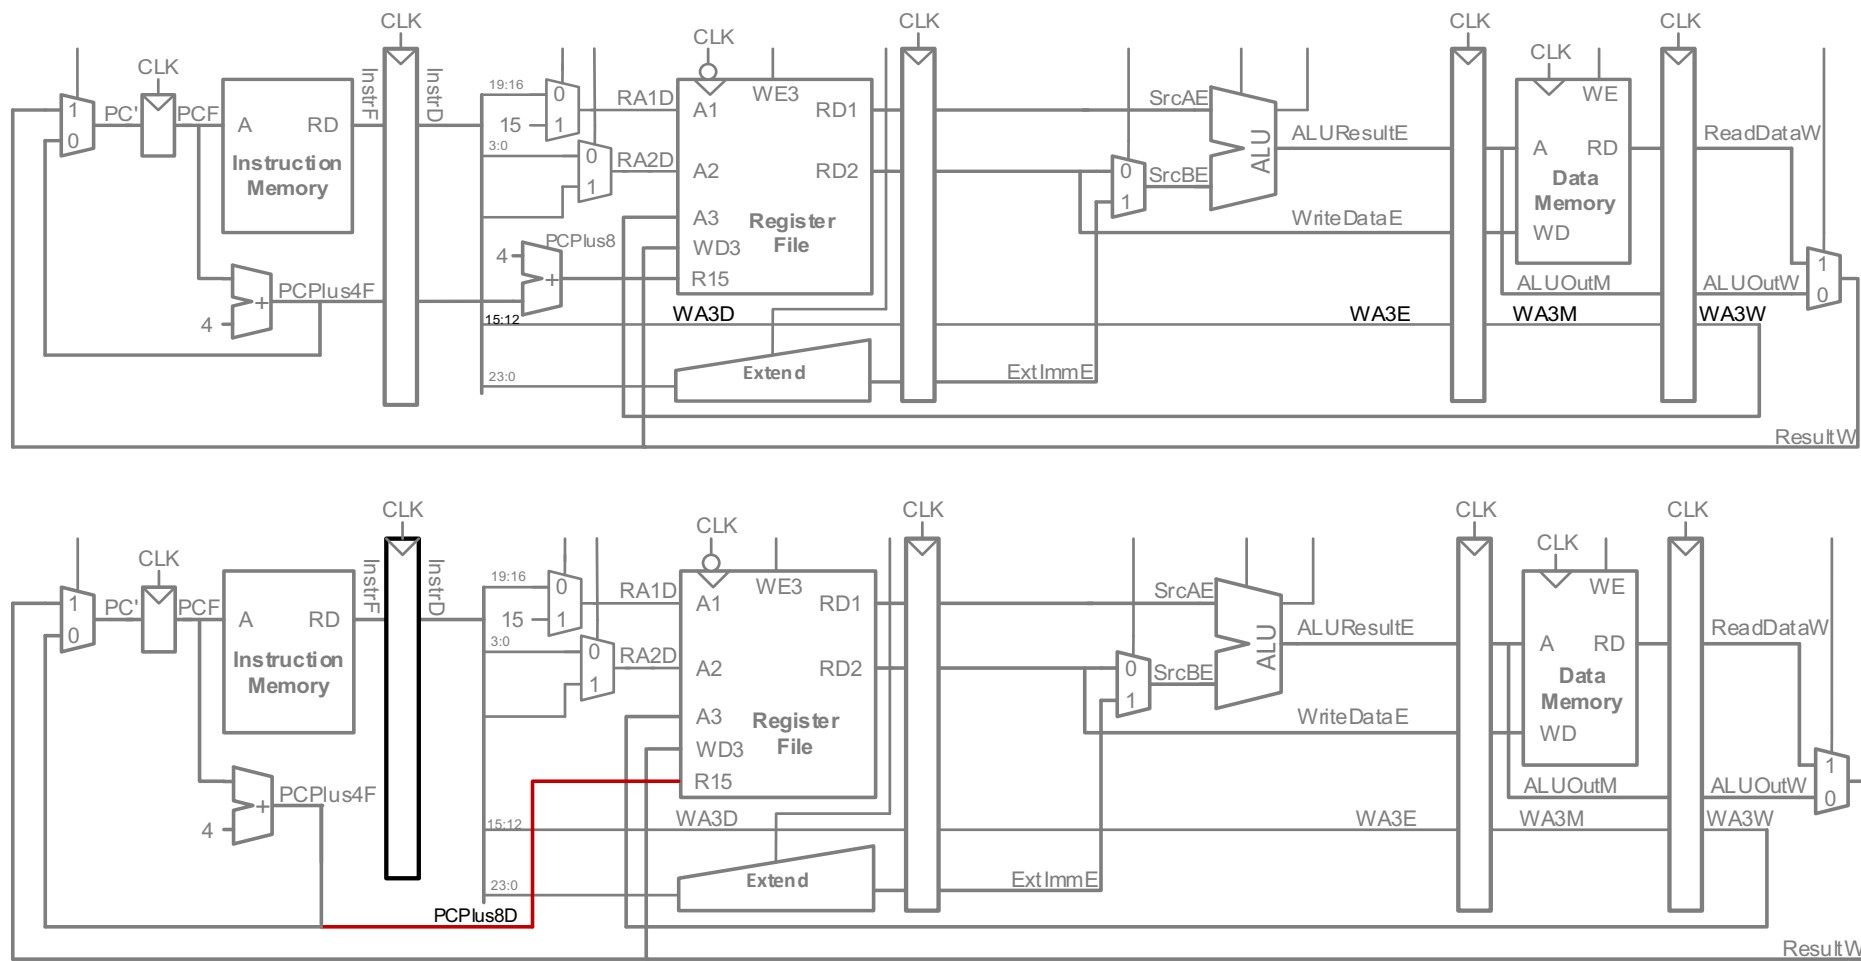 CLK CLK CLK CLK
CLK
CLK CLK
19:16
1 PC' PCF A RD InstrF InstrD 0 RA1D A1 WE3 RD1 SrcAE WE
15 1
0 Instruction Memory 3:0 0 RA2D A2 RD2 0 SrcBE ALU ALUResultE A RD ReadDataW
1 1 Data Memory
A3 Register File WriteDataE WD
4 PCPlus8 WD3
+ PCPlus4F + R15 ALUOutM ALUOutW 1
4 0
15:12 WA3D WA3E WA3M WA3W
23:0 Extend ExtImmE
ResultW
CLK CLK CLK CLK
CLK
CLK CLK
19:16
1 PC' PCF A RD InstrF InstrD 0 RA1D A1 WE3 RD1 SrcAE WE
15 1
0 Instruction Memory 3:0 0 RA2D A2 RD2 0 SrcBE ALU ALUResultE A RD ReadDataW
1 1 Data Memory
A3 Register File WriteDataE WD
WD3
+ PCPlus4F R15 ALUOutM ALUOutW 1
4 0
15:12 WA3D WA3E WA3M WA3W
23:0 Extend ExtImmE
PCPlus8D
ResultW